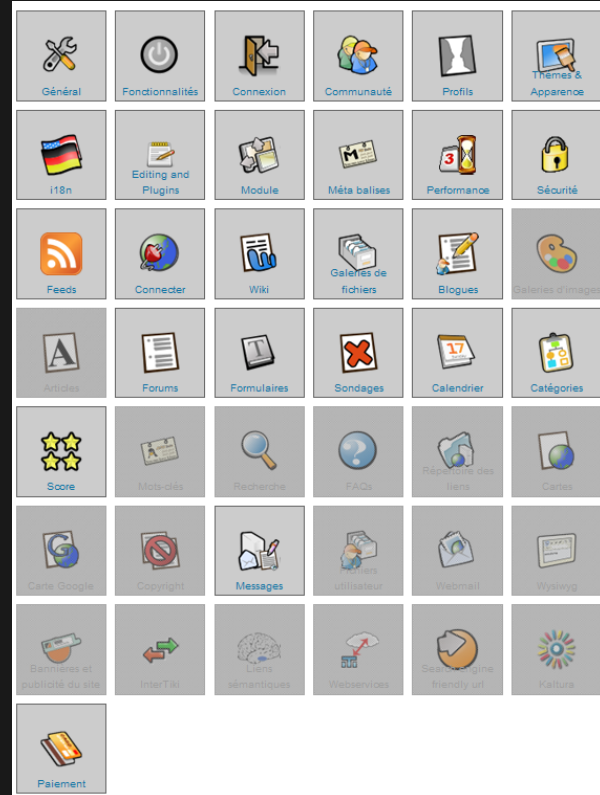 Général
Fonctionnalités
Connexion
Communauté
Profils
Thèmes &
Apparence
i18n
Editing and
Plugins
Module
Méta balises
Performance
Sécurité
Feeds
Connecter
Wiki
Galeries de
fichiers
Blogues
Galeries d'images
Articles
Forums
Formulaires
Sondages
Calendrier
Catégories
Score
Mots-clés
Recherche
FAQs
Répertoire des
liens
Cartes
Carte Google
Copyright
Messages
Fichiers
utilisateur
Webmail
Wysiwyg
Bannières et
publicité du site
InterTiki
Liens
sémantiques
Webservices
Search engine
friendly url
Kaltura
Paiement